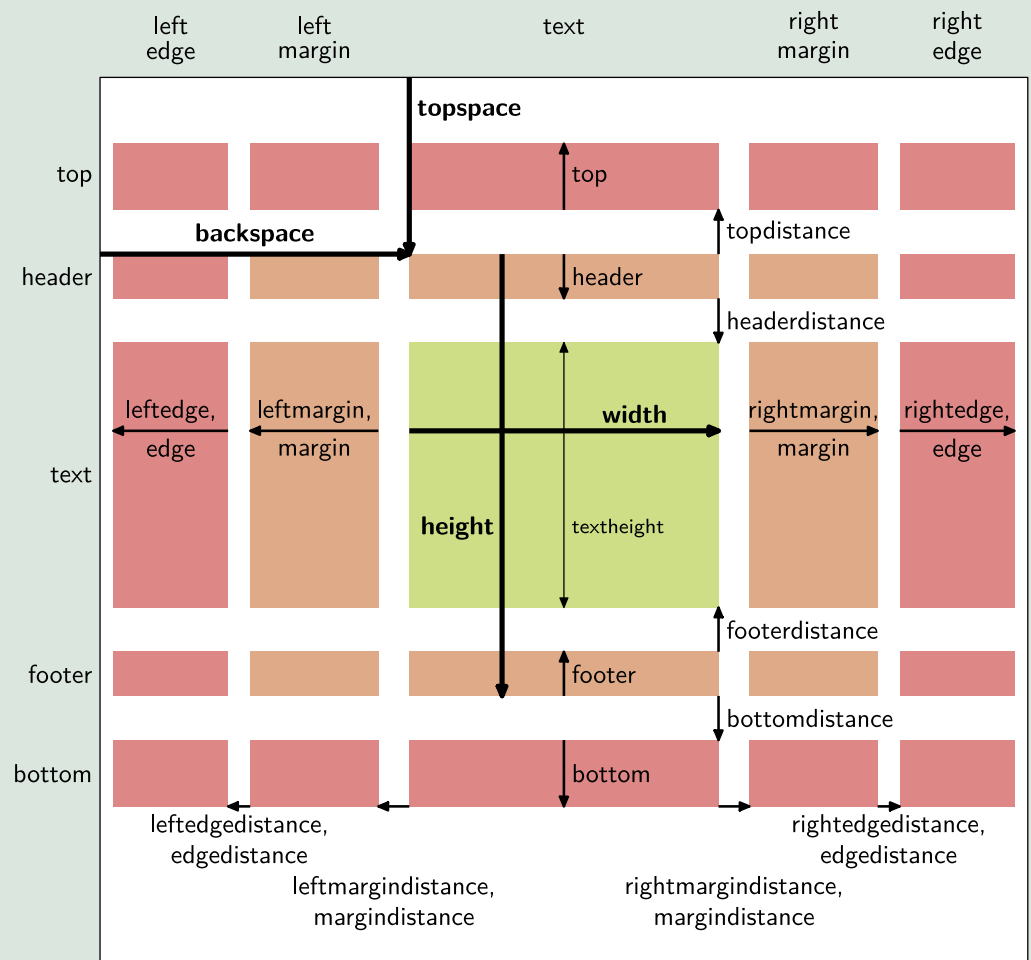 left
edge
left
margin
text
right
margin
right
edge
topspace
top
top
backspace
topdistance
header
header
headerdistance
leftedge,
edge
leftmargin,
margin
width
rightmargin,
margin
rightedge,
edge
text
height
textheight
footerdistance
footer
footer
bottomdistance
bottom
bottom
leftedgedistance,
edgedistance
rightedgedistance,
edgedistance
leftmargindistance,
margindistance
rightmargindistance,
margindistance